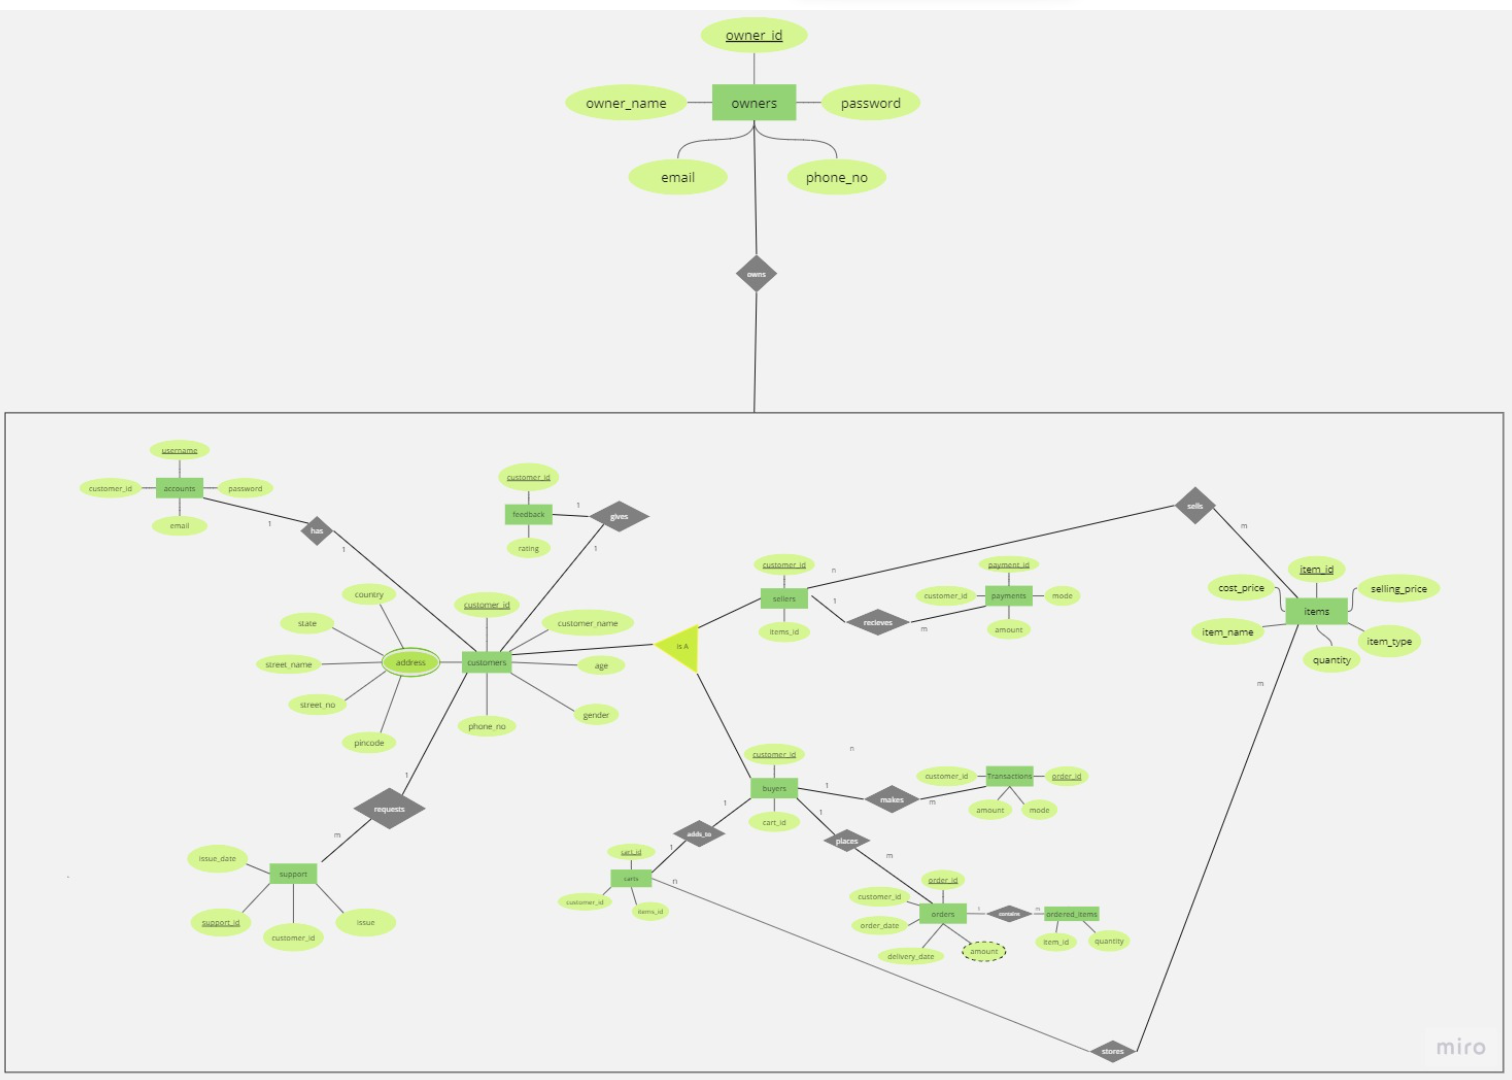 owner_id
owner_name
owners
password
email
phone_no
owns
username
customer_id
accounts
password
email
1
has
1
customer_id
feedback
1
gives
rating
1
sells
m
country
state
street_name
address
street_no
pincode
customer_id
customer_name
customers
age
gender
phone_no
Is A
customer_id
n
sellers
items_id
1
recieves
m
payment_id
customer_id
payments
mode
amount
item_id
cost_price
selling_price
items
item_name
item_type
quantity
m
1
requests
m
issue_date
support
support_id
customer_id
issue
customer_id
n
buyers
cart_id
1
makes
m
customer_id
Transactions
order_id
amount
mode
1
adds_to
1
1
places
m
cart_id
carts
n
customer_id
items_id
order_id
customer_id
orders
order_date
delivery_date
amount
1
contains
n
ordered_items
item_id
quantity
stores
miro